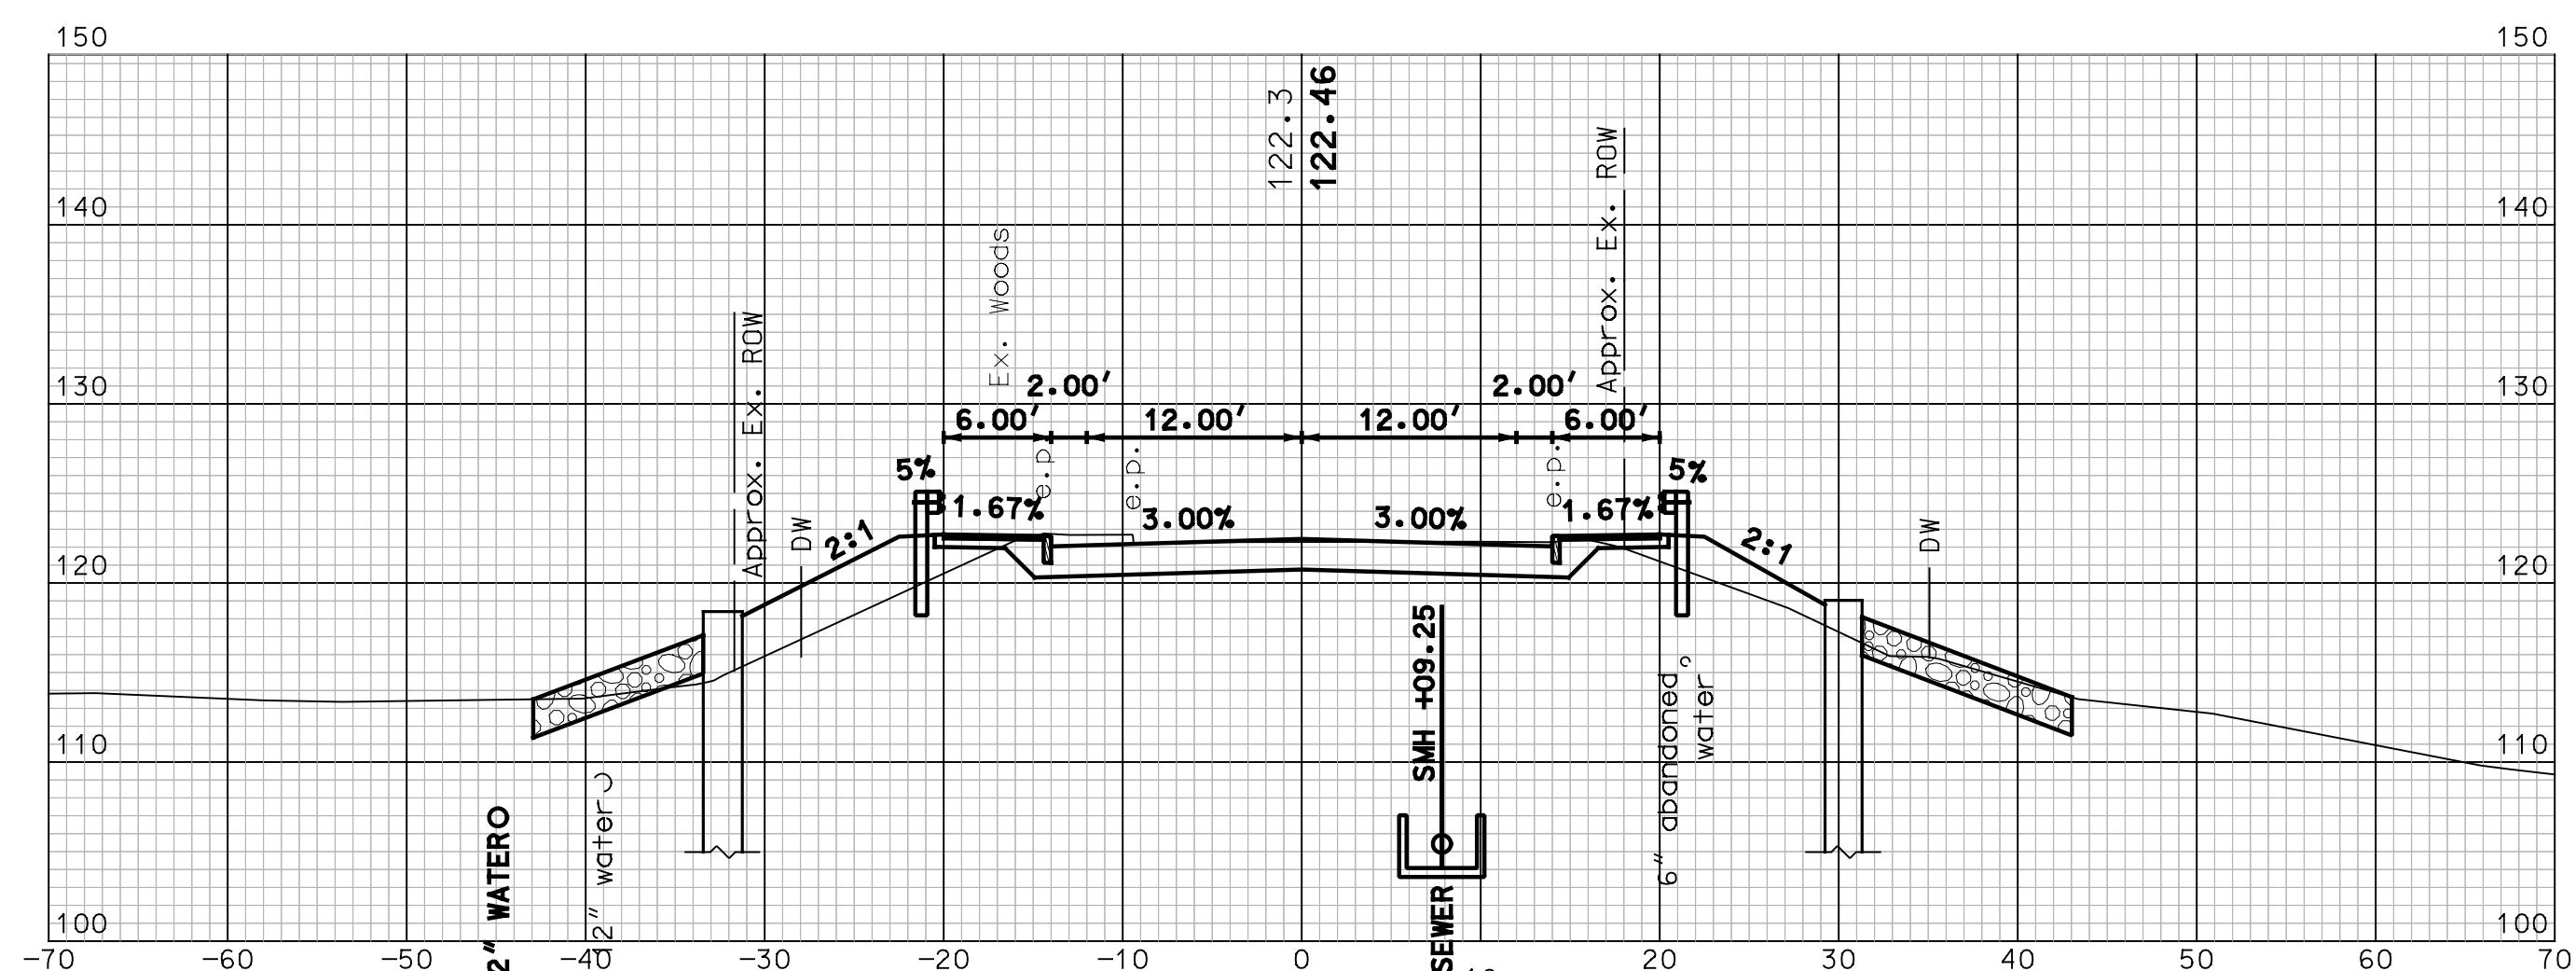 150 150
122.3
122.46
140 140
Approx. Ex. ROW
Ex. Woods
Approx. Ex. ROW
130 130
2.00' 2.00'
6.00' 12.00' 12.00' 6.00'
e.p. e.p. e.p.
5% 5%
1.67% 3.00% 3.00% 1.67%
2:1 2:1
DW DW
120 120
SMH +09.25
6" abandoned
water
110 110
2" WATER
12" water
SEWER
100 100
-70 -60 -50 -40 -30 -20 -10 0 20 30 40 50 60 70